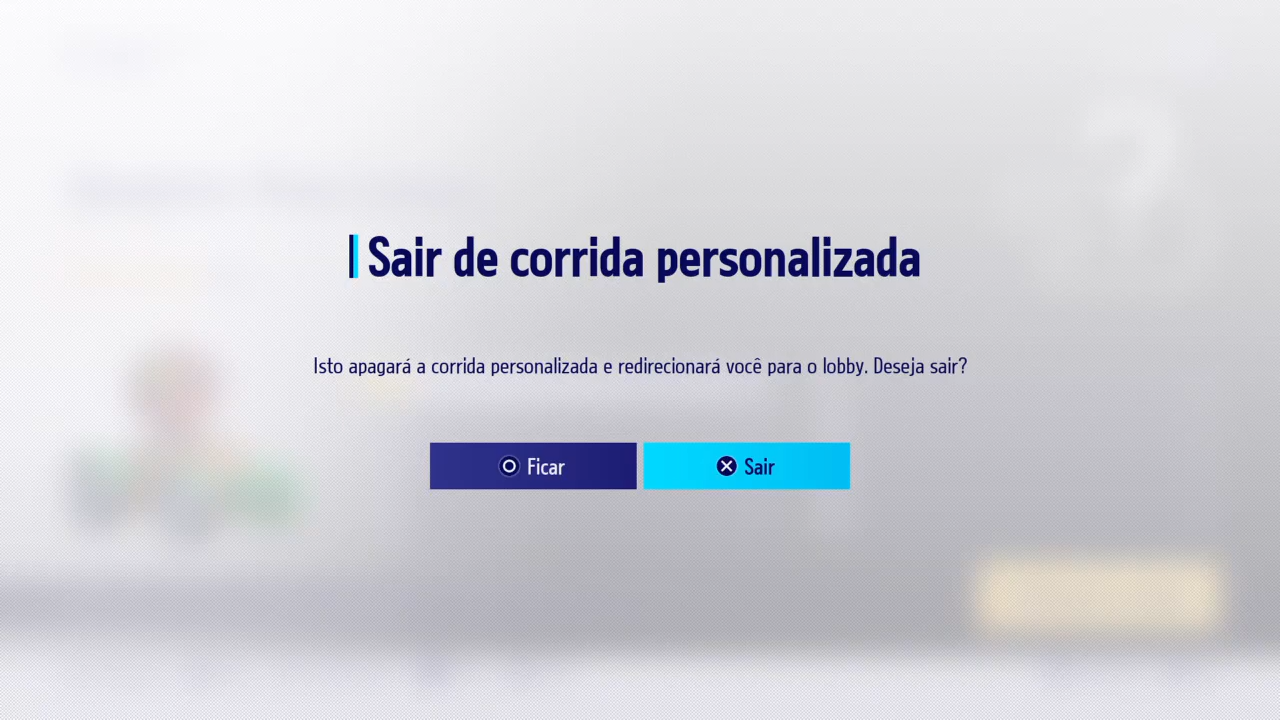 Sair de corrida personalizada
Isto apagará a corrida personalizada e redirecionará você para o lobby. Deseja sair?
Ficar
Sair